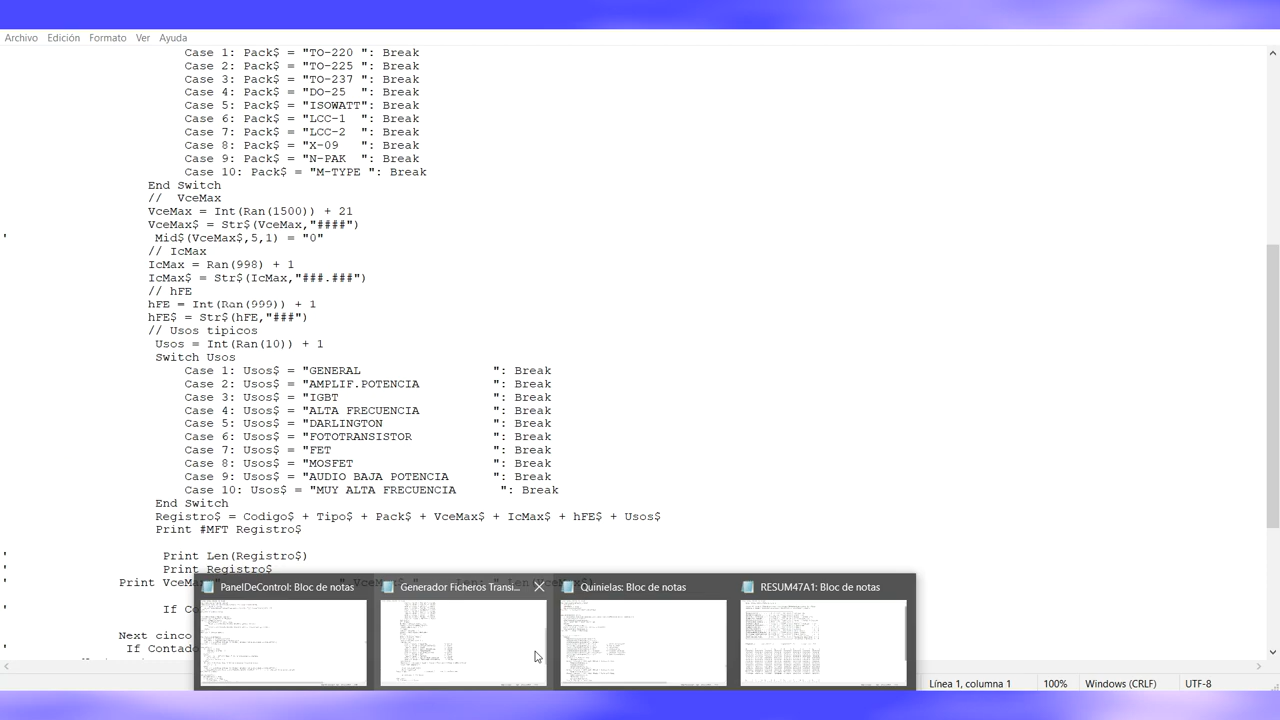 Archivo Edición Formato Ver Ayuda
Case 1: Pack$ = "TO-220 ": Break
Case 2: Pack$ = "TO-225 ": Break
Case 3: Pack$ = "TO-237 ": Break
Case 4: Pack$ = "DO-25  ": Break
Case 5: Pack$ = "ISOWATT": Break
Case 6: Pack$ = "LCC-1  ": Break
Case 7: Pack$ = "LCC-2  ": Break
Case 8: Pack$ = "X-09   ": Break
Case 9: Pack$ = "N-PAK  ": Break
Case 10: Pack$ = "M-TYPE ": Break
End Switch
//  VceMax
VceMax = Int(Ran(1500)) + 21
VceMax$ = Str$(VceMax,"####")
' Mid$(VceMax$,5,1) = "0"
// IcMax
IcMax = Ran(998) + 1
IcMax$ = Str$(IcMax,"###.###")
// hFE
hFE = Int(Ran(999)) + 1
hFE$ = Str$(hFE,"###")
// Usos tipicos
Usos = Int(Ran(10)) + 1
Switch Usos
Case 1: Usos$ = "GENERAL                  ": Break
Case 2: Usos$ = "AMPLIF.POTENCIA          ": Break
Case 3: Usos$ = "IGBT                     ": Break
Case 4: Usos$ = "ALTA FRECUENCIA          ": Break
Case 5: Usos$ = "DARLINGTON               ": Break
Case 6: Usos$ = "FOTOTRANSISTOR           ": Break
Case 7: Usos$ = "FET                      ": Break
Case 8: Usos$ = "MOSFET                   ": Break
Case 9: Usos$ = "AUDIO BAJA POTENCIA      ": Break
Case 10: Usos$ = "MUY ALTA FRECUENCIA      ": Break
End Switch
Registro$ = Codigo$ + Tipo$ + Pack$ + VceMax$ + IcMax$ + hFE$ + Usos$
Print #MFT Registro$
' Print Len(Registro$)
' Print Registro$
' Print VceMax
' If Co
Next cinco
' If Contado
PanelDeControl: Bloc de notas
Generador Ficheros Transi...
Quinielas: Bloc de notas
RESUM47A1: Bloc de notas
Línea 1, columna 1 100% Windows (CRLF) UTF-8